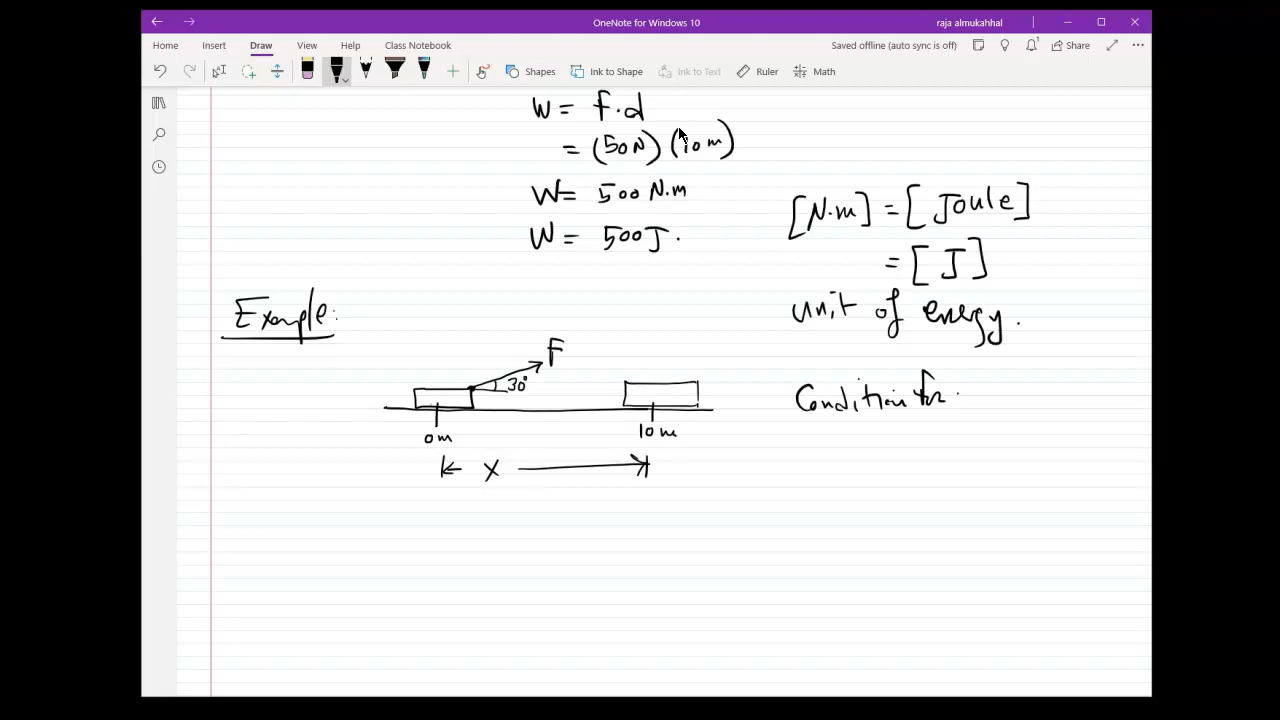 OneNote for Windows 10
raja almukahhal
Home Insert Draw View Help Class Notebook
Saved offline (auto sync is off)
Share
Shapes
Ink to Shape
Ink to Text
Ruler
Math
W = f·d
= (50N) (10 m)
W= 500 N.m
W = 500J.
[N.m] = [Joule]
= [J]
unit of energy.
Example:
F
30°
0m
10 m
X
Condition for